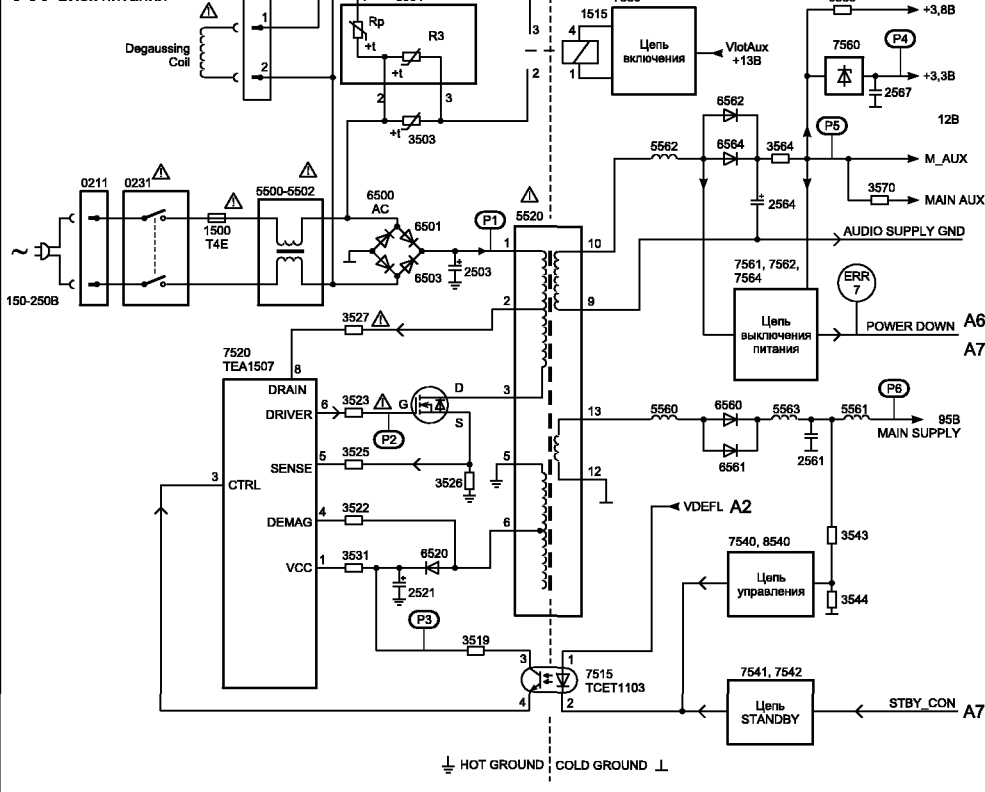 1
2
Degaussing
Coil
Rp
+t
R3
+t
2
3
+t
3503
3
2
1515
4
1
Цепь
включения
VlotAux
+13В
+3,8В
7560
P4
+3,3В
2567
12В
6562
P5
5562
6564
3564
M_AUX
3570
MAIN AUX
2564
AUDIO SUPPLY GND
0211
0231
1500
T4E
5500-5502
6500
AC
6501
6503
P1
2503
5520
1
10
150-250В
7561, 7562,
7564
ERR
7
2
9
3527
Цепь
выключения
питания
POWER DOWN
A6
A7
7520
TEA1507
8
DRAIN
3
D
DRIVER
6
3523
G
S
P2
13
5560
6560
5563
5561
P6
95В
MAIN SUPPLY
6561
2561
SENSE
5
3525
3526
5
12
3
CTRL
DEMAG
4
3522
6
VDEFL A2
VCC
1
3531
6520
2521
7540, 8540
Цепь
управления
3543
3544
P3
3519
3
1
7515
TCET1103
4
2
7541, 7542
Цепь
STANDBY
STBY_CON
A7
HOT GROUND
COLD GROUND